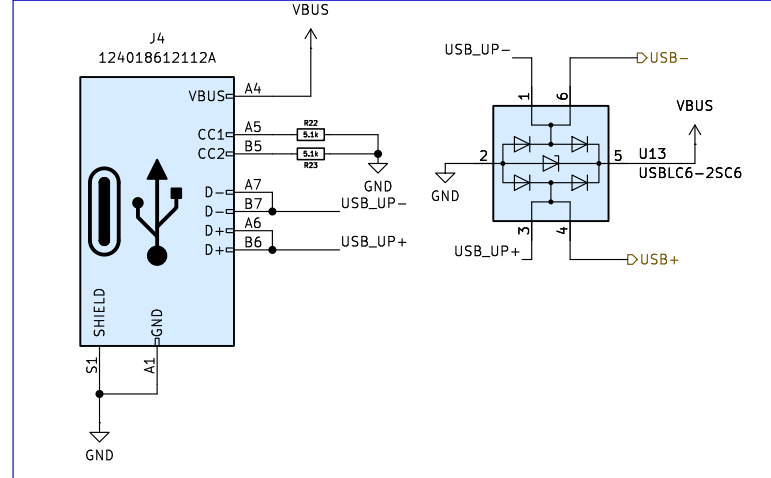 J4
124018612112A
VBUS
VBUS
A4
CC1
A5
R22
5.1k
CC2
B5
5.1k
R23
GND
D-
A7
D-
B7
USB_UP-
D+
A6
D+
B6
USB_UP+
SHIELD
GND
S1
A1
GND
USB_UP-
USB-
1
6
VBUS
2
5
U13
USBLC6-2SC6
GND
3
4
USB_UP+
USB+